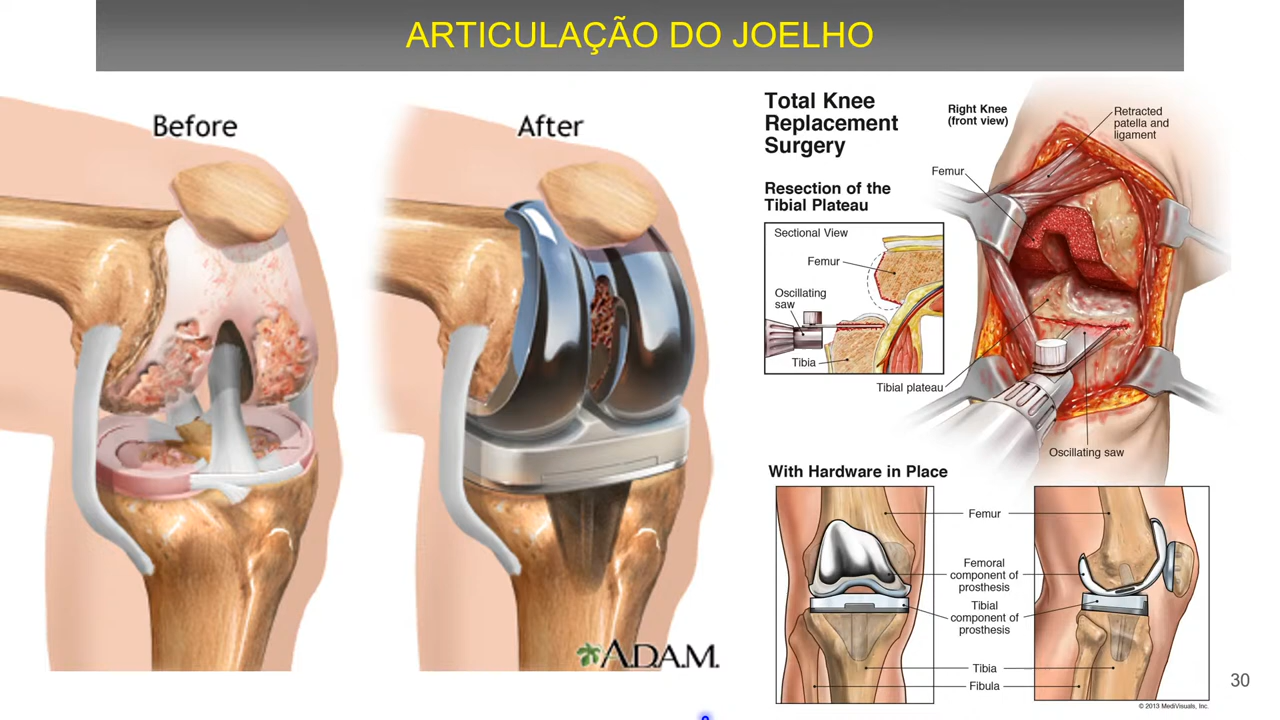 ARTICULAÇÃO DO JOELHO
Before
After
A.D.A.M.
Total Knee
Replacement
Surgery
Right Knee
(front view)
Retracted
patella and
ligament
Femur
Resection of the
Tibial Plateau
Sectional View
Femur
Oscillating
saw
Tibia
Tibial plateau
Oscillating saw
With Hardware in Place
Femur
Femoral
component of
prosthesis
Tibial
component of
prosthesis
Tibia
Fibula
© 2013 MediVisuals, Inc.
30